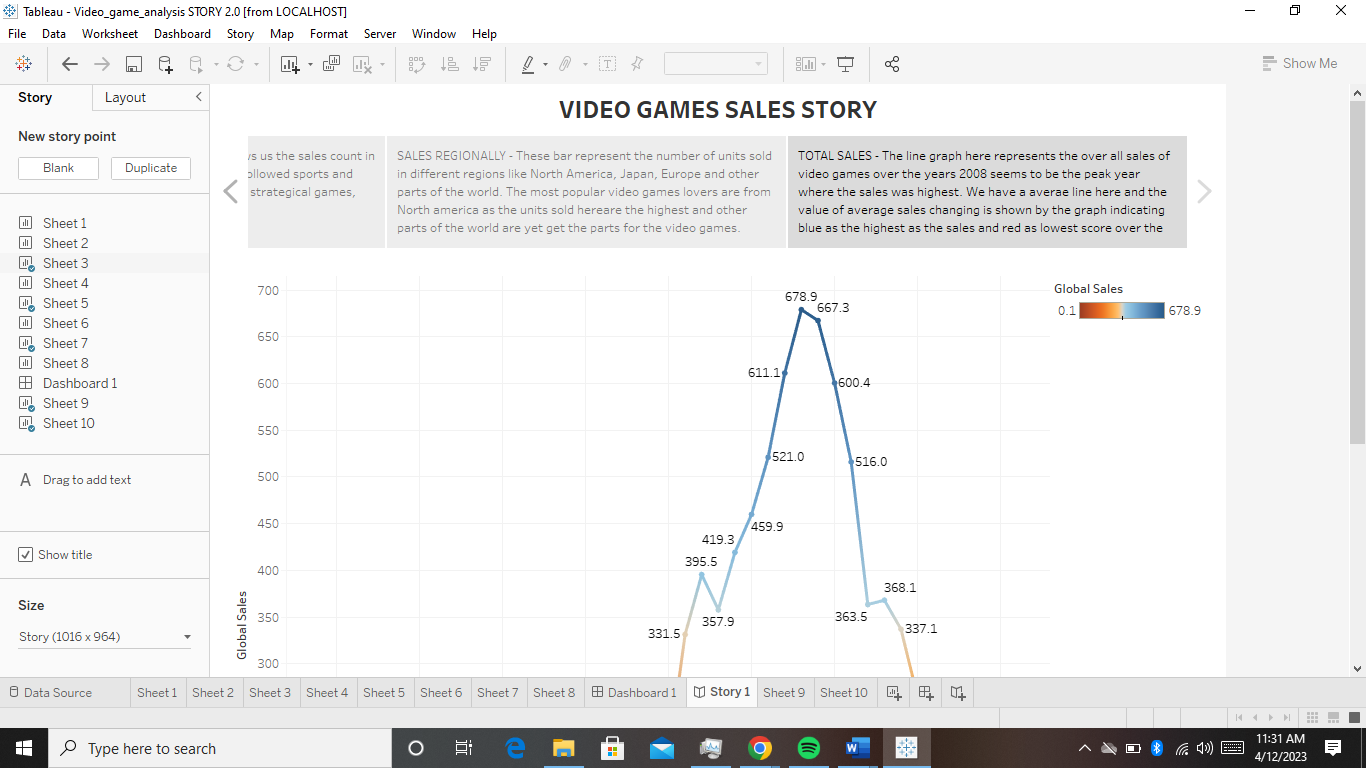 Tableau - Video_game_analysis STORY 2.0 [from LOCALHOST]
File Data Worksheet Dashboard Story Map Format Server Window Help
Show Me
Story Layout
New story point
Blank Duplicate
Sheet 1
Sheet 2
Sheet 3
Sheet 4
Sheet 5
Sheet 6
Sheet 7
Sheet 8
Dashboard 1
Sheet 9
Sheet 10
A Drag to add text
Show title
Size
Story (1016 x 964)
VIDEO GAMES SALES STORY
us the sales count in
ollowed sports and
strategical games,
SALES REGIONALLY - These bar represent the number of units sold
in different regions like North America, Japan, Europe and other
parts of the world. The most popular video games lovers are from
North america as the units sold hereare the highest and other
parts of the world are yet get the parts for the video games.
TOTAL SALES - The line graph here represents the over all sales of
video games over the years 2008 seems to be the peak year
where the sales was highest. We have a averae line here and the
value of average sales changing is shown by the graph indicating
blue as the highest as the sales and red as lowest score over the
Global Sales
0.1 678.9
700
650
600
550
500
450
400
350
300
Global Sales
678.9
667.3
611.1
600.4
521.0
516.0
459.9
419.3
395.5
368.1
357.9
363.5
331.5
337.1
Data Source Sheet 1 Sheet 2 Sheet 3 Sheet 4 Sheet 5 Sheet 6 Sheet 7 Sheet 8 Dashboard 1 Story 1 Sheet 9 Sheet 10
Type here to search
11:31 AM
4/12/2023